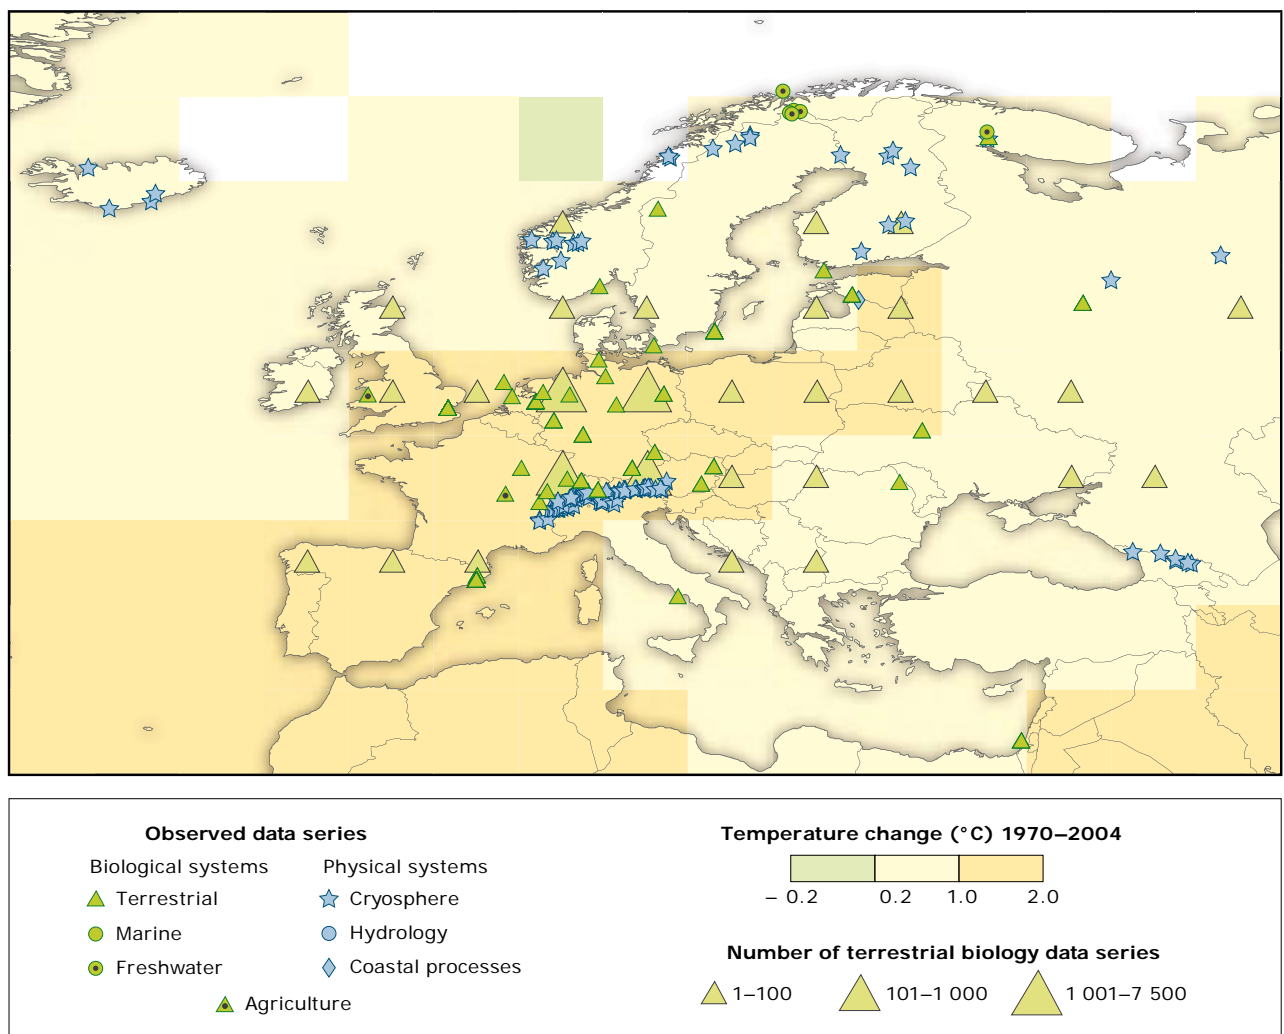 Observed data series
Biological systems
Physical systems
Terrestrial
Cryosphere
Marine
Hydrology
Freshwater
Coastal processes
Agriculture
Temperature change (°C) 1970–2004
– 0.2
0.2
1.0
2.0
Number of terrestrial biology data series
1–100
101–1 000
1 001–7 500